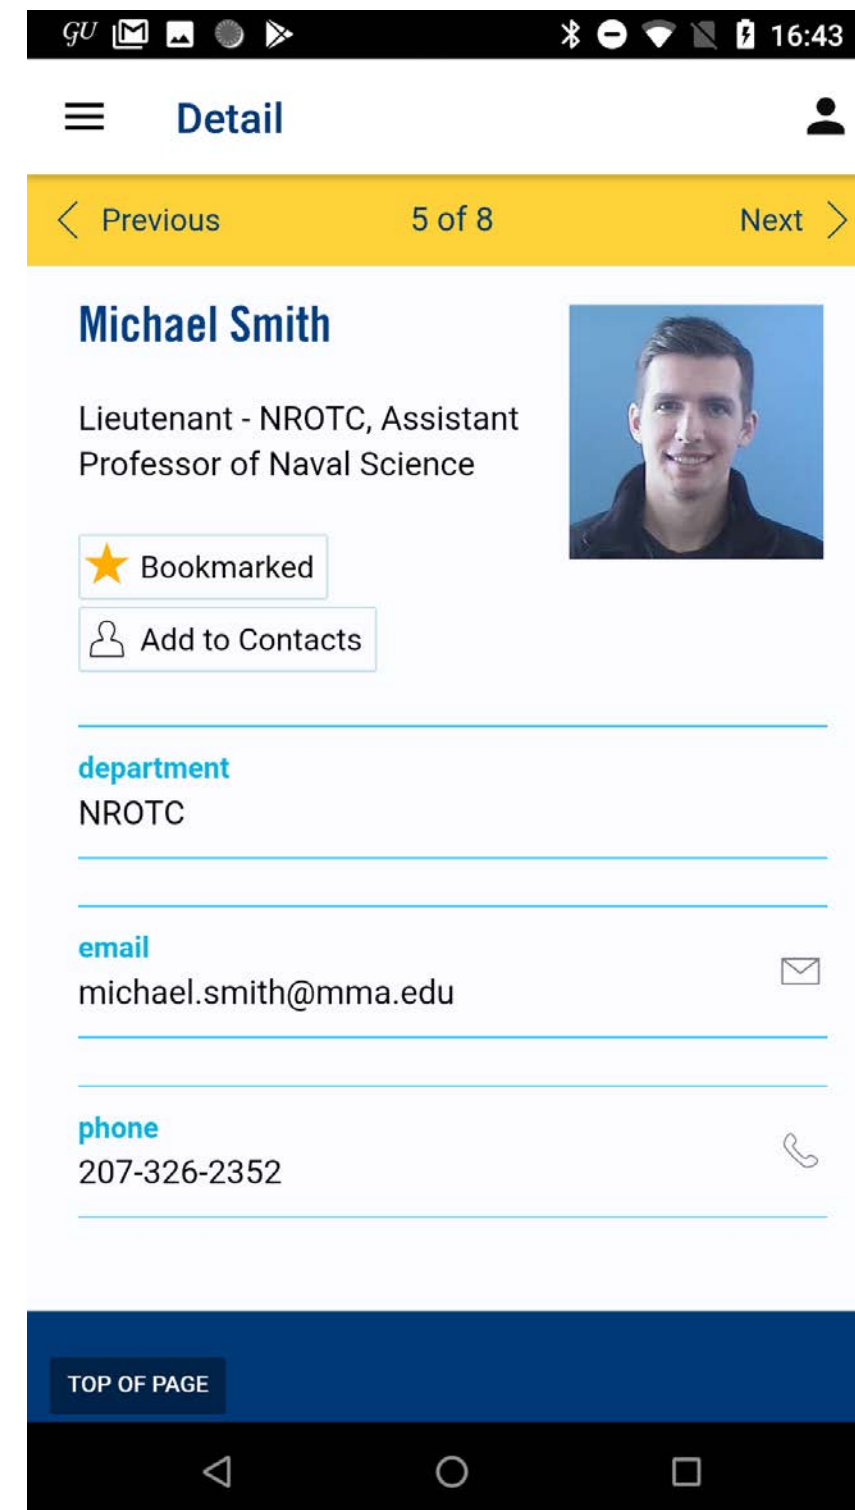 GU 16:43
Detail
Previous 5 of 8 Next
Michael Smith
Lieutenant - NROTC, Assistant
Professor of Naval Science
Bookmarked
Add to Contacts
department
NROTC
email
michael.smith@mma.edu
phone
207-326-2352
TOP OF PAGE